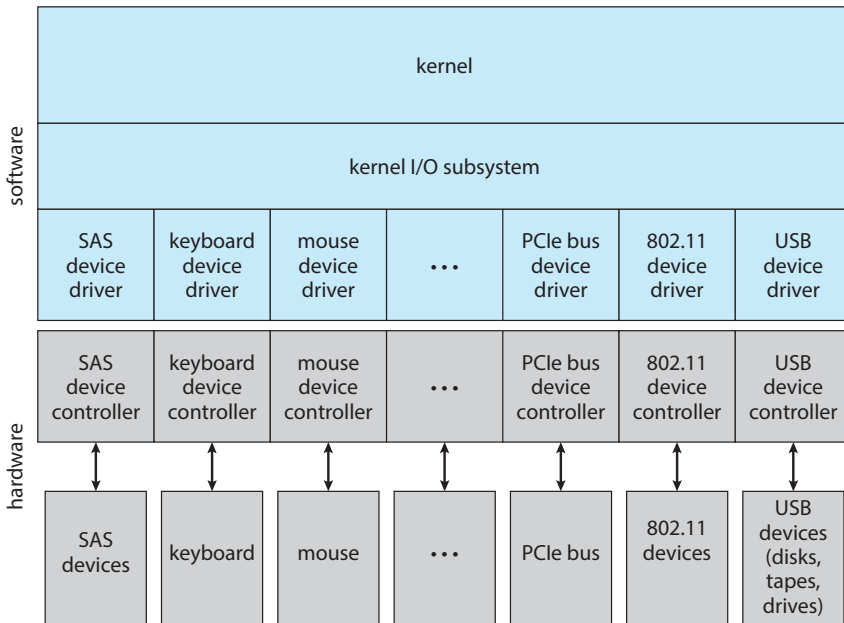 software
kernel
kernel I/O subsystem
SAS
device
driver
keyboard
device
driver
mouse
device
driver
•••
PCIe bus
device
driver
802.11
device
driver
USB
device
driver
hardware
SAS
device
controller
keyboard
device
controller
mouse
device
controller
•••
PCIe bus
device
controller
802.11
device
controller
USB
device
controller
SAS
devices
keyboard
mouse
•••
PCIe bus
802.11
devices
USB
devices
(disks,
tapes,
drives)